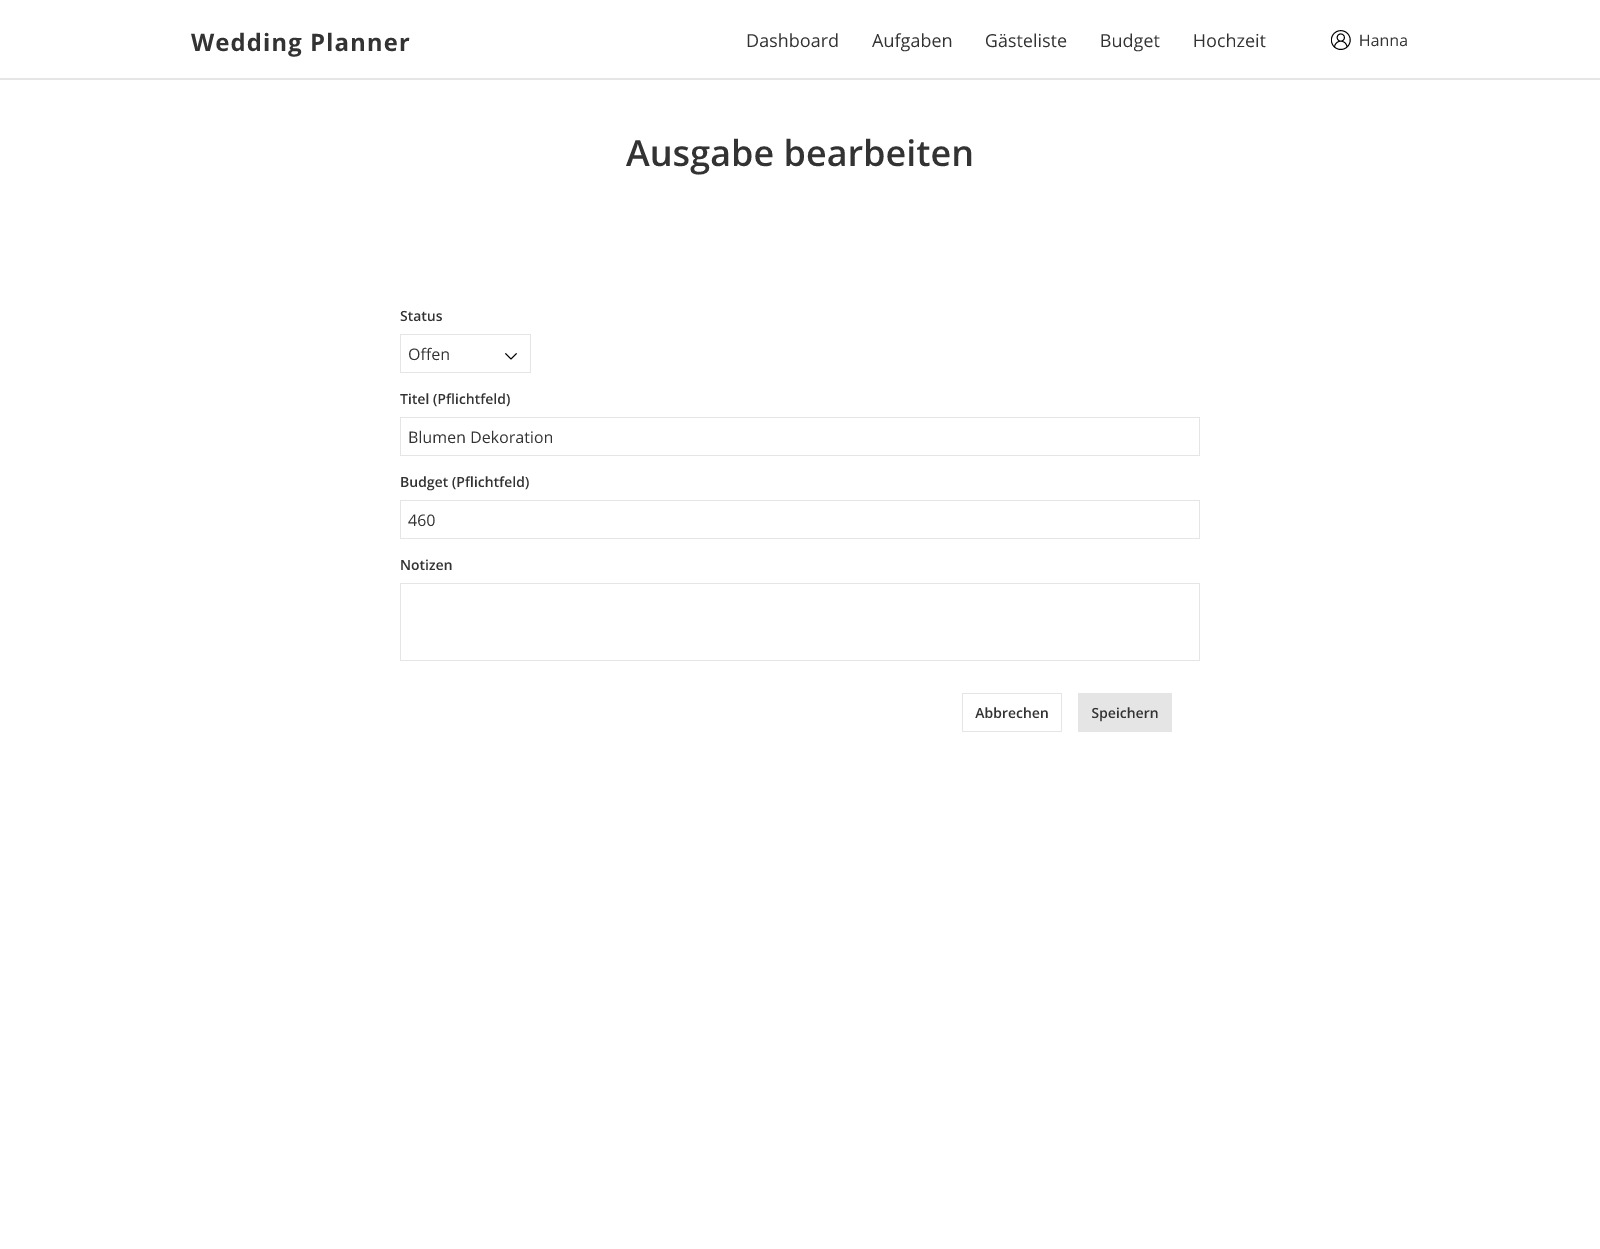 Wedding Planner
Dashboard Aufgaben Gästeliste Budget Hochzeit Hanna
Ausgabe bearbeiten
Status
Offen
Titel (Pflichtfeld)
Blumen Dekoration
Budget (Pflichtfeld)
460
Notizen
Abbrechen Speichern